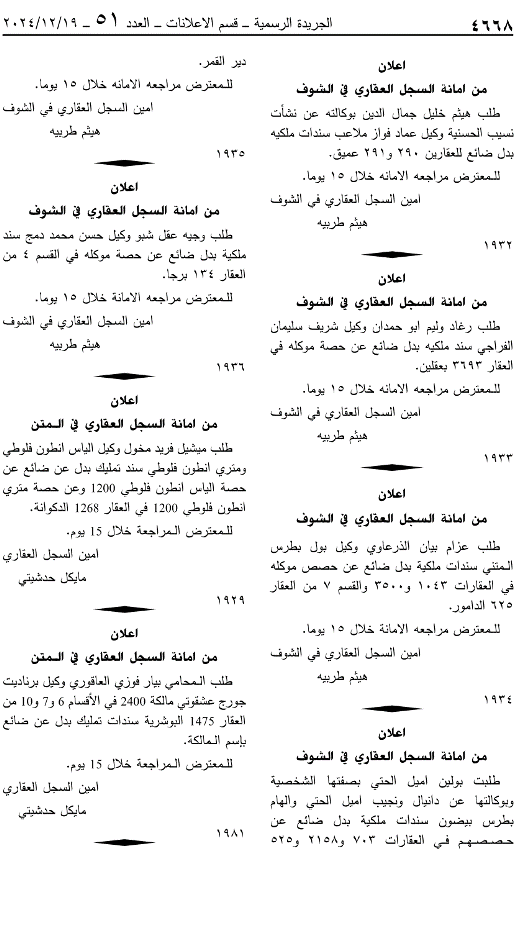 ٤٦٦٨ الجريدة الرسمية ــ قسم الاعلانات ــ العدد ٥١ ــ ٢٠٢٤/١٢/١٩
اعلان
من امانة السجل العقاري في الشوف
طلب هيثم خليل جمال الدين بوكالته عن نشأت
نسيب الحسنية وكيل عماد فواز ملاعب سندات ملكيه
بدل ضائع للعقارين ٢٩٠ و٢٩١ عميق.
للمعترض مراجعه الامانه خلال ١٥ يوما.
امين السجل العقاري في الشوف
هيثم طربيه
١٩٣٢
اعلان
من امانة السجل العقاري في الشوف
طلب رغاد وليم ابو حمدان وكيل شريف سليمان
الفراجي سند ملكيه بدل ضائع عن حصة موكله في
العقار ٣٦٩٣ بعقلين.
للمعترض مراجعه الامانه خلال ١٥ يوما.
امين السجل العقاري في الشوف
هيثم طربيه
١٩٣٣
اعلان
من امانة السجل العقاري في الشوف
طلب عزام بيان الذرعاوي وكيل بول بطرس
المتني سندات ملكية بدل ضائع عن حصص موكله
في العقارات ١٠٤٣ و٣٥٠٠ والقسم ٧ من العقار
٦٢٥ الدامور.
للمعترض مراجعه الامانة خلال ١٥ يوما.
امين السجل العقاري في الشوف
هيثم طربيه
١٩٣٤
اعلان
من امانة السجل العقاري في الشوف
طلبت بولين اميل الحتي بصفتها الشخصية
وبوكالتها عن دانيال ونجيب اميل الحتي والهام
بطرس بيضون سندات ملكية بدل ضائع عن
حصصهم في العقارات ٧٠٣ و٢١٥٨ و٥٢٥
دير القمر.
للمعترض مراجعه الامانه خلال ١٥ يوما.
امين السجل العقاري في الشوف
هيثم طربيه
١٩٣٥
اعلان
من امانة السجل العقاري في الشوف
طلب وجيه عقل شبو وكيل حسن محمد دمج سند
ملكية بدل ضائع عن حصة موكله في القسم ٤ من
العقار ١٣٤ برجا.
للمعترض مراجعه الامانة خلال ١٥ يوما.
امين السجل العقاري في الشوف
هيثم طربيه
١٩٣٦
اعلان
من امانة السجل العقاري في المتن
طلب ميشيل فريد مخول وكيل الياس انطون فلوطي
ومتري انطون فلوطي سند تمليك بدل عن ضائع عن
حصة الياس انطون فلوطي 1200 وعن حصة متري
انطون فلوطي 1200 في العقار 1268 الدكوانة.
للمعترض المراجعة خلال 15 يوم.
امين السجل العقاري
مايكل حدشيتي
١٩٢٩
اعلان
من امانة السجل العقاري في المتن
طلب المحامي بيار فوزي العاقوري وكيل برناديت
جورج عشقوتي مالكة 2400 في الأقسام 6 و7 و10 من
العقار 1475 البوشرية سندات تمليك بدل عن ضائع
بإسم المالكة.
للمعترض المراجعة خلال 15 يوم.
امين السجل العقاري
مايكل حدشيتي
١٩٨١